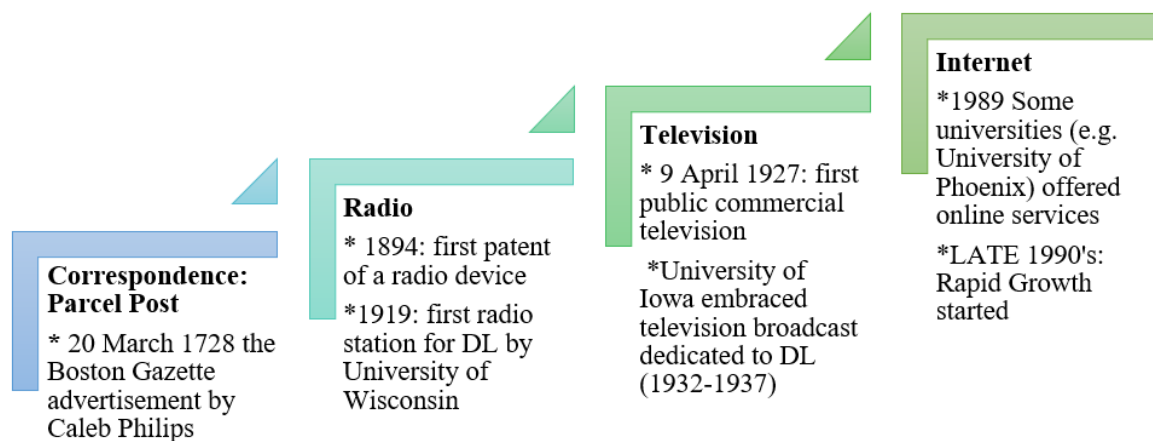 Correspondence:
Parcel Post
* 20 March 1728 the
Boston Gazette
advertisement by
Caleb Philips
Radio
* 1894: first patent
of a radio device
*1919: first radio
station for DL by
University of
Wisconsin
Television
* 9 April 1927: first
public commercial
television
*University of
Iowa embraced
television broadcast
dedicated to DL
(1932-1937)
Internet
*1989 Some
universities (e.g.
University of
Phoenix) offered
online services
*LATE 1990's:
Rapid Growth
started